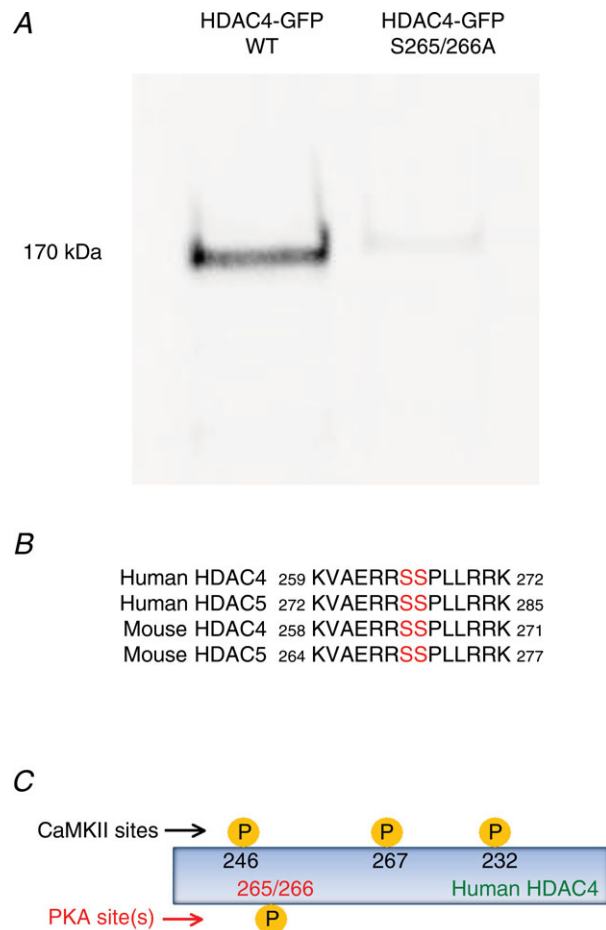 A
HDAC4-GFP WT
HDAC4-GFP S265/266A
170 kDa
B
Human HDAC4 259 KVAERRSSPLLRRK 272
Human HDAC5 272 KVAERRSSPLLRRK 285
Mouse HDAC4 258 KVAERRSSPLLRRK 271
Mouse HDAC5 264 KVAERRSSPLLRRK 277
C
CaMKII sites P P P
246 267 232
265/266 Human HDAC4
PKA site(s) P